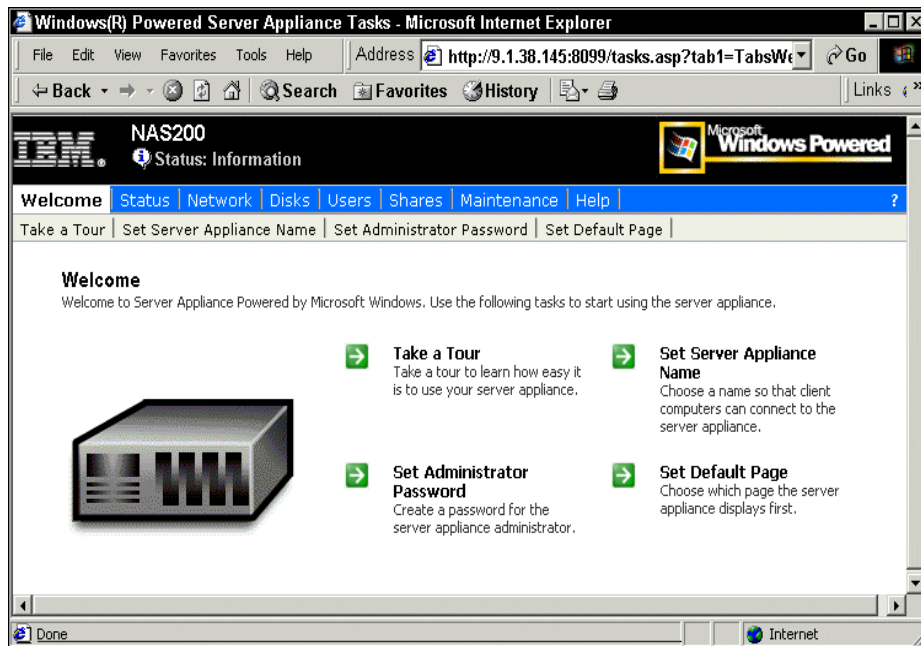 Windows(R) Powered Server Appliance Tasks - Microsoft Internet Explorer
File Edit View Favorites Tools Help Address http://9.1.38.145:8099/tasks.asp?tab1=TabsWe Go
Back Search Favorites History Links »
IBM. NAS200 Microsoft Windows Powered
Status: Information
Welcome Status Network Disks Users Shares Maintenance Help ?
Take a Tour Set Server Appliance Name Set Administrator Password Set Default Page
Welcome
Welcome to Server Appliance Powered by Microsoft Windows. Use the following tasks to start using the server appliance.
Take a Tour
Take a tour to learn how easy it
is to use your server appliance.
Set Server Appliance
Name
Choose a name so that client
computers can connect to the
server appliance.
Set Administrator
Password
Create a password for the
server appliance administrator.
Set Default Page
Choose which page the server
appliance displays first.
Done Internet